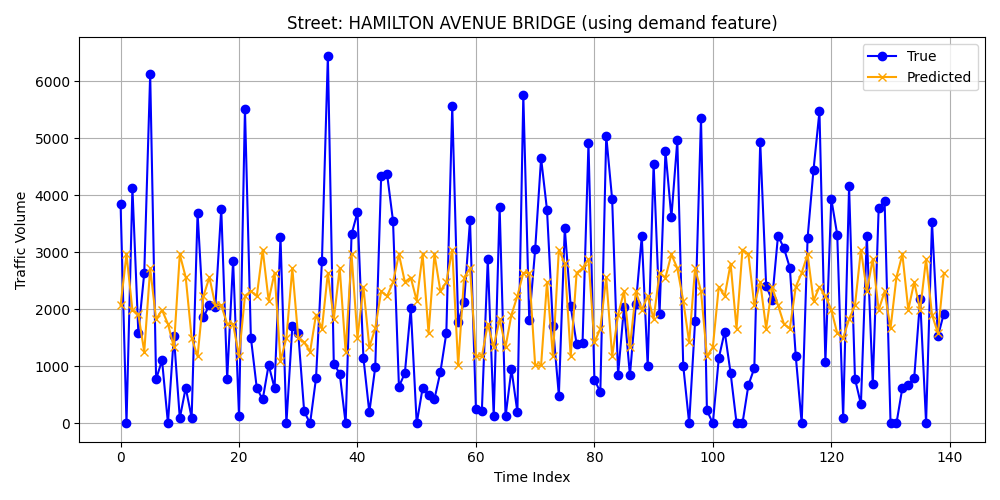 Street: HAMILTON AVENUE BRIDGE (using demand feature)
True
Predicted
Traffic Volume
6000
5000
4000
3000
2000
1000
0
0 20 40 60 80 100 120 140
Time Index